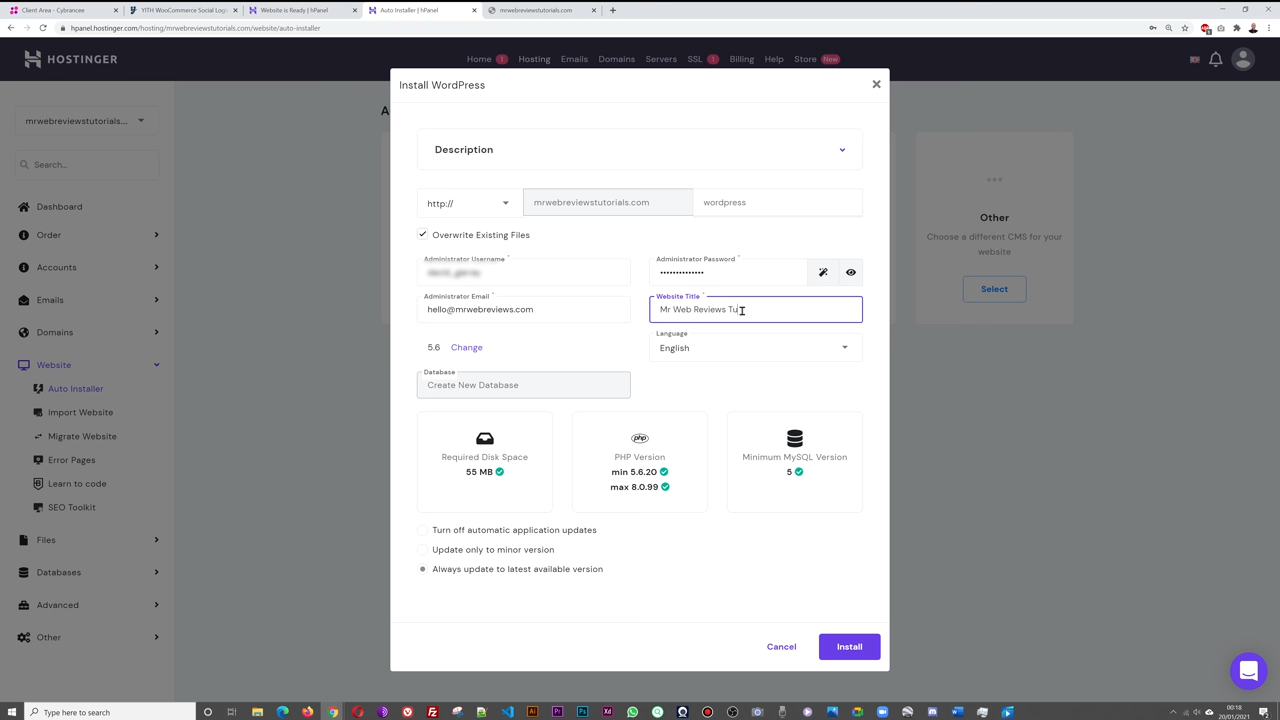 Client Area - Cybrancee
YITH WooCommerce Social Log
Website is Ready | hPanel
Auto Installer | hPanel
mrwebreviewstutorials.com
hpanel.hostinger.com/hosting/mrwebreviewstutorials.com/website/auto-installer
HOSTINGER
Home 1 Hosting Emails Domains Servers SSL 1 Billing Help Store New
mrwebreviewstutorials....
Search...
Dashboard
Order
Accounts
Emails
Domains
Website
Auto Installer
Import Website
Migrate Website
Error Pages
Learn to code
SEO Toolkit
Files
Databases
Advanced
Other
A
Install WordPress
Description
http://
mrwebreviewstutorials.com
wordpress
Overwrite Existing Files
Administrator Username *
Administrator Password *
••••••••••••••
Administrator Email *
hello@mrwebreviews.com
Website Title *
Mr Web Reviews Tu
5.6 Change
Language
English
Database
Create New Database
Required Disk Space
55 MB
php
PHP Version
min 5.6.20
max 8.0.99
Minimum MySQL Version
5
Turn off automatic application updates
Update only to minor version
Always update to latest available version
Cancel
Install
Other
Choose a different CMS for your
website
Select
Type here to search
00:18
20/01/2021